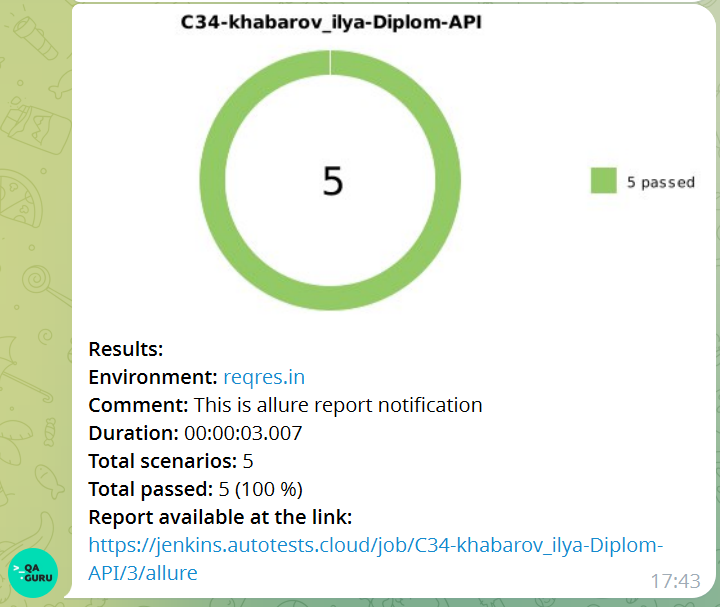 C34-khabarov_ilya-Diplom-API
5
5 passed
Results:
Environment: reqres.in
Comment: This is allure report notification
Duration: 00:00:03.007
Total scenarios: 5
Total passed: 5 (100 %)
Report available at the link:
https://jenkins.autotests.cloud/job/C34-khabarov_ilya-Diplom-
API/3/allure
17:43
>_QA
GURU